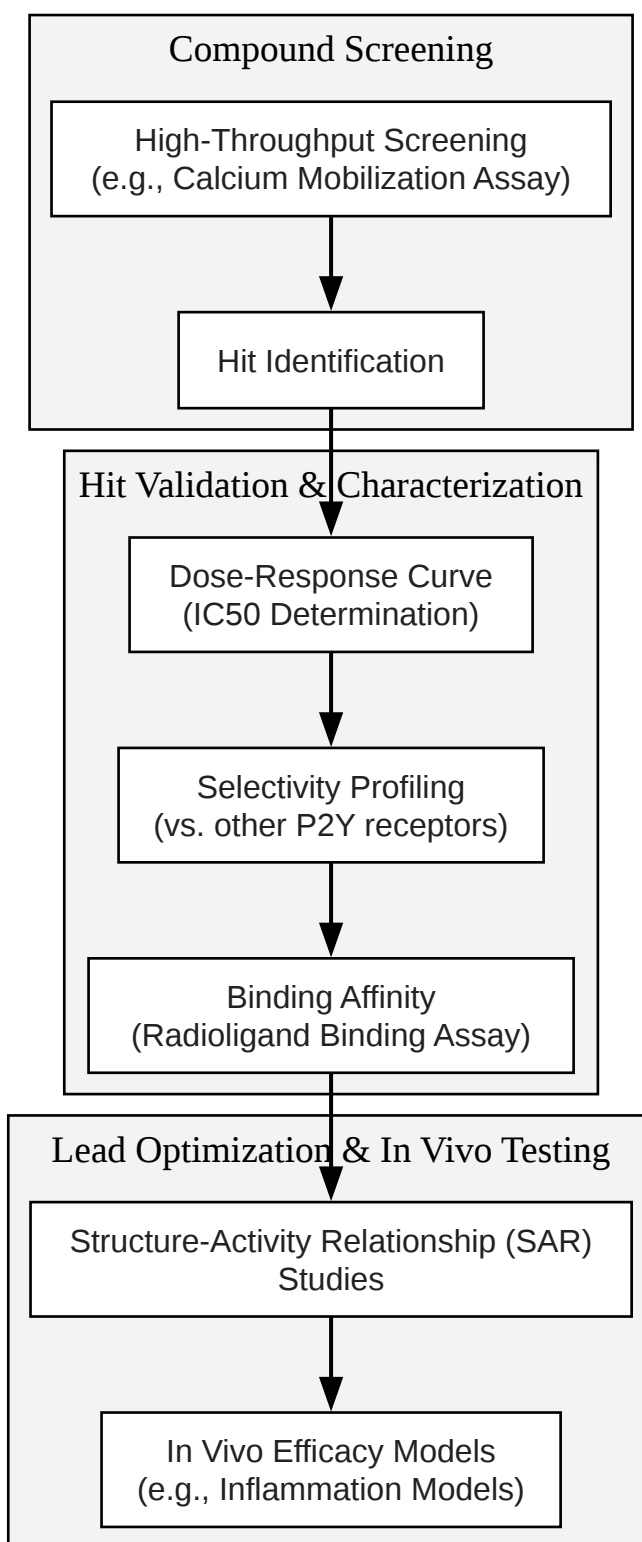 Compound Screening
High-Throughput Screening
(e.g., Calcium Mobilization Assay)
Hit Identification
Hit Validation & Characterization
Dose-Response Curve
(IC50 Determination)
Selectivity Profiling
(vs. other P2Y receptors)
Binding Affinity
(Radioligand Binding Assay)
Lead Optimization & In Vivo Testing
Structure-Activity Relationship (SAR)
Studies
In Vivo Efficacy Models
(e.g., Inflammation Models)